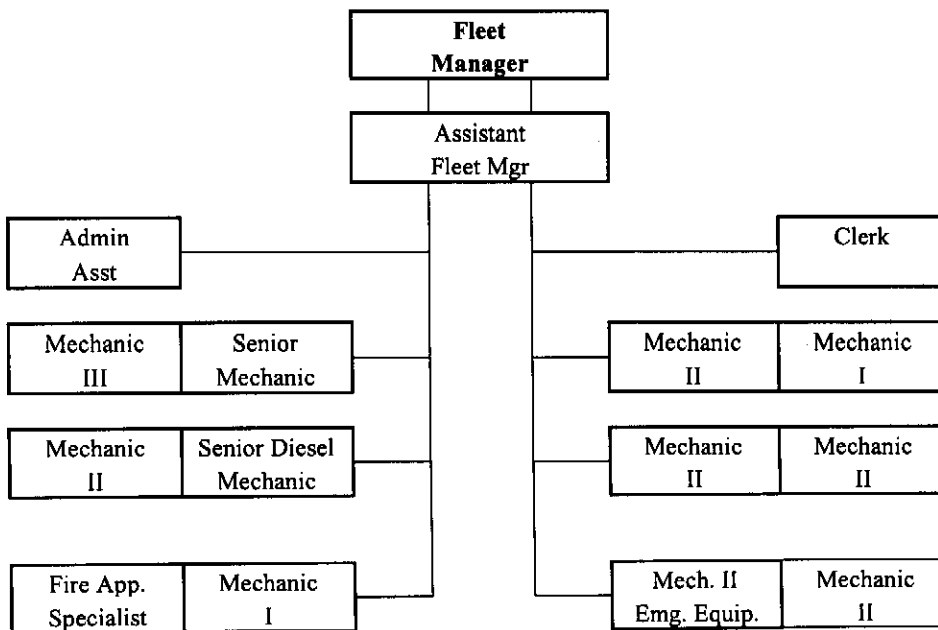 Fleet
Manager
Assistant
Fleet Mgr
Admin
Asst
Clerk
Mechanic
III
Senior
Mechanic
Mechanic
II
Mechanic
I
Mechanic
II
Senior Diesel
Mechanic
Mechanic
II
Mechanic
II
Fire App.
Specialist
Mechanic
I
Mech. II
Emg. Equip.
Mechanic
II